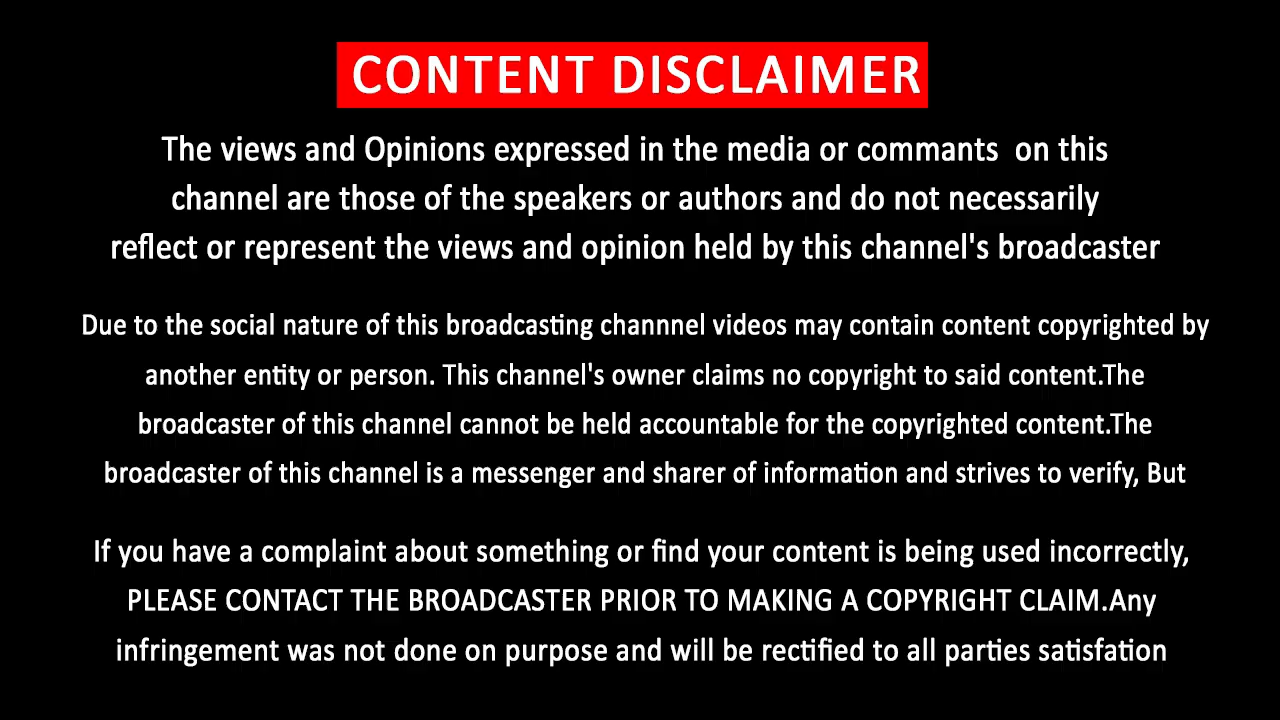 CONTENT DISCLAIMER
The views and Opinions expressed in the media or commants on this
channel are those of the speakers or authors and do not necessarily
reflect or represent the views and opinion held by this channel's broadcaster
Due to the social nature of this broadcasting channnel videos may contain content copyrighted by
another entity or person. This channel's owner claims no copyright to said content.The
broadcaster of this channel cannot be held accountable for the copyrighted content.The
broadcaster of this channel is a messenger and sharer of information and strives to verify, But
If you have a complaint about something or find your content is being used incorrectly,
PLEASE CONTACT THE BROADCASTER PRIOR TO MAKING A COPYRIGHT CLAIM.Any
infringement was not done on purpose and will be rectified to all parties satisfation